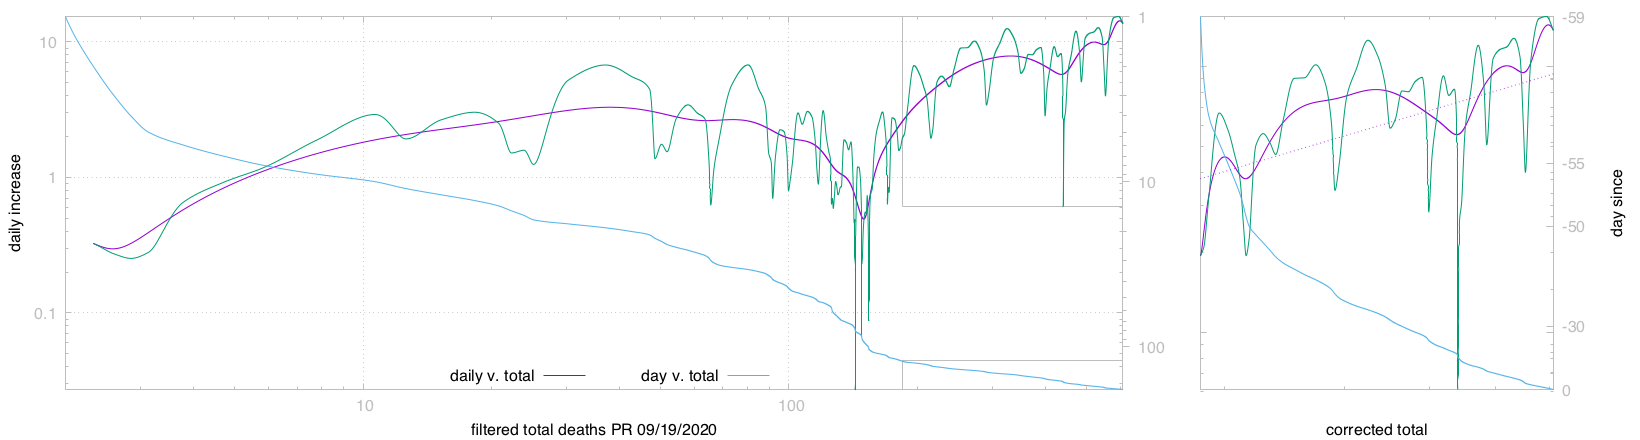 10
1
0.1
daily increase
1
10
100
daily v. total
day v. total
10
100
filtered total deaths PR 09/19/2020
-59
-55
-50
-30
0
day since
corrected total